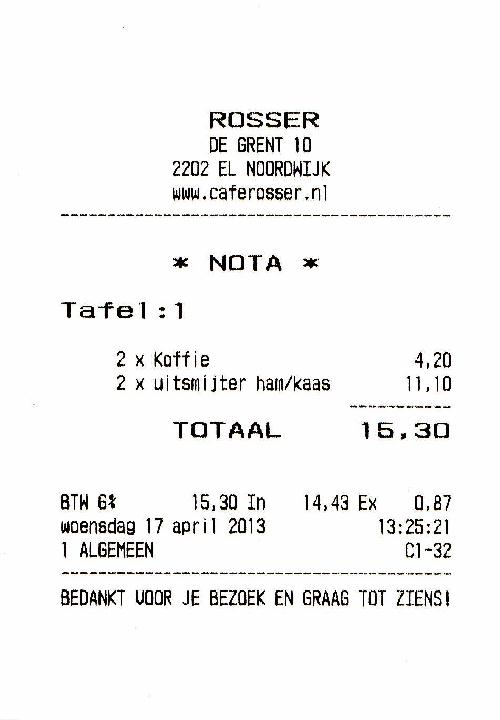 ROSSER
DE GRENT 10
2202 EL NOORDWIJK
www.caferosser.nl
* NOTA *
Tafel:1
2 x Koffie 4,20
2 x uitsmijter ham/kaas 11,10
TOTAAL 15,30
BTW 6% 15,30 In 14,43 Ex 0,87
woensdag 17 april 2013 13:25:21
1 ALGEMEEN C1-32
BEDANKT VOOR JE BEZOEK EN GRAAG TOT ZIENS!